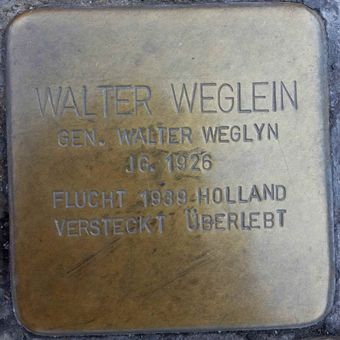 WALTER WEGLEIN
GEN. WALTER WEGLYN
JG. 1926
FLUCHT 1939 HOLLAND
VERSTECKT ÜBERLEBT